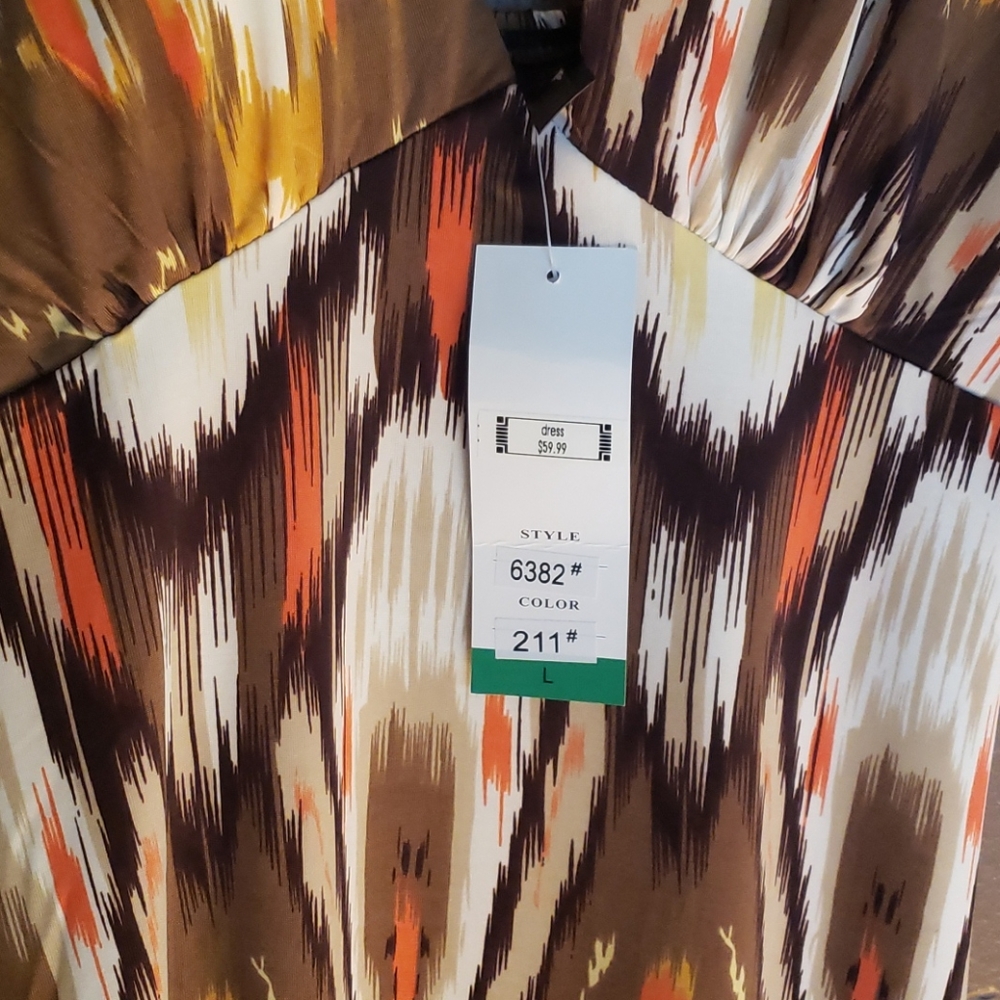 dress
$59.99
STYLE
6382#
COLOR
211#
L